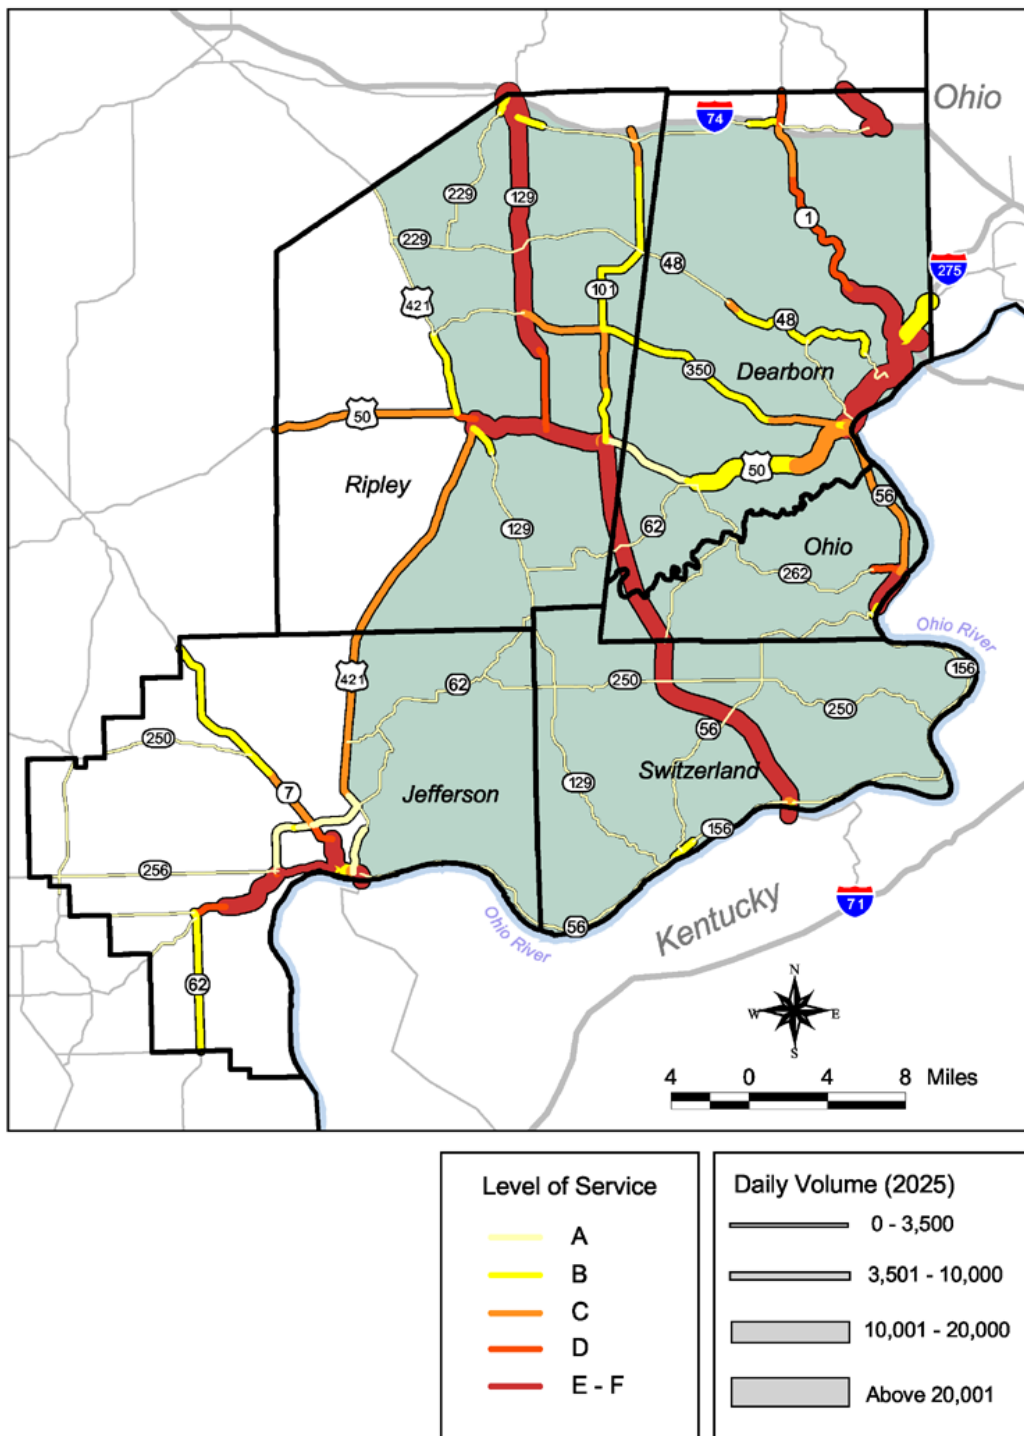 Ohio
74
229
129
1
229
48
275
101
421
48
350
Dearborn
50
50
Ripley
56
129
62
Ohio
262
Ohio River
156
421
62
250
250
250
56
Switzerland
7
Jefferson
129
156
256
71
Kentucky
56
Ohio River
62
N
W
E
S
4 0 4 8 Miles
Level of Service
A
B
C
D
E - F
Daily Volume (2025)
0 - 3,500
3,501 - 10,000
10,001 - 20,000
Above 20,001